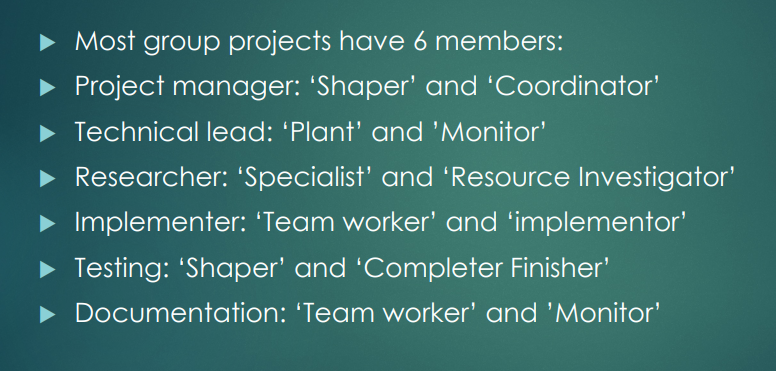 Most group projects have 6 members:
Project manager: ‘Shaper’ and ‘Coordinator’
Technical lead: ‘Plant’ and ’Monitor’
Researcher: ‘Specialist’ and ‘Resource Investigator’
Implementer: ‘Team worker’ and ‘implementor’
Testing: ‘Shaper’ and ‘Completer Finisher’
Documentation: ‘Team worker’ and ’Monitor’